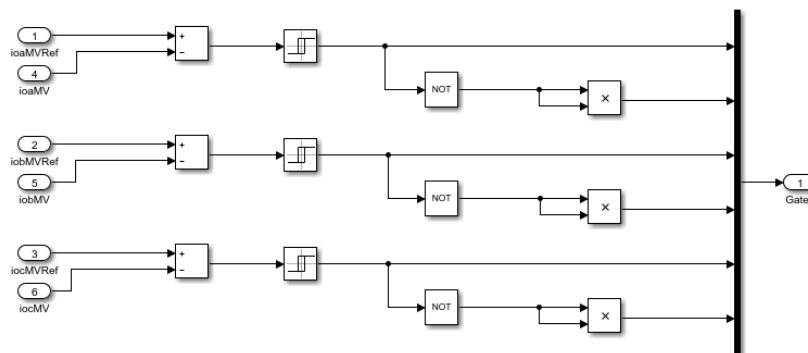 1
ioaMVRef
+
−
4
ioaMV
NOT
×
2
iobMVRef
+
−
5
iobMV
NOT
×
1
Gate
3
iocMVRef
+
−
6
iocMV
NOT
×